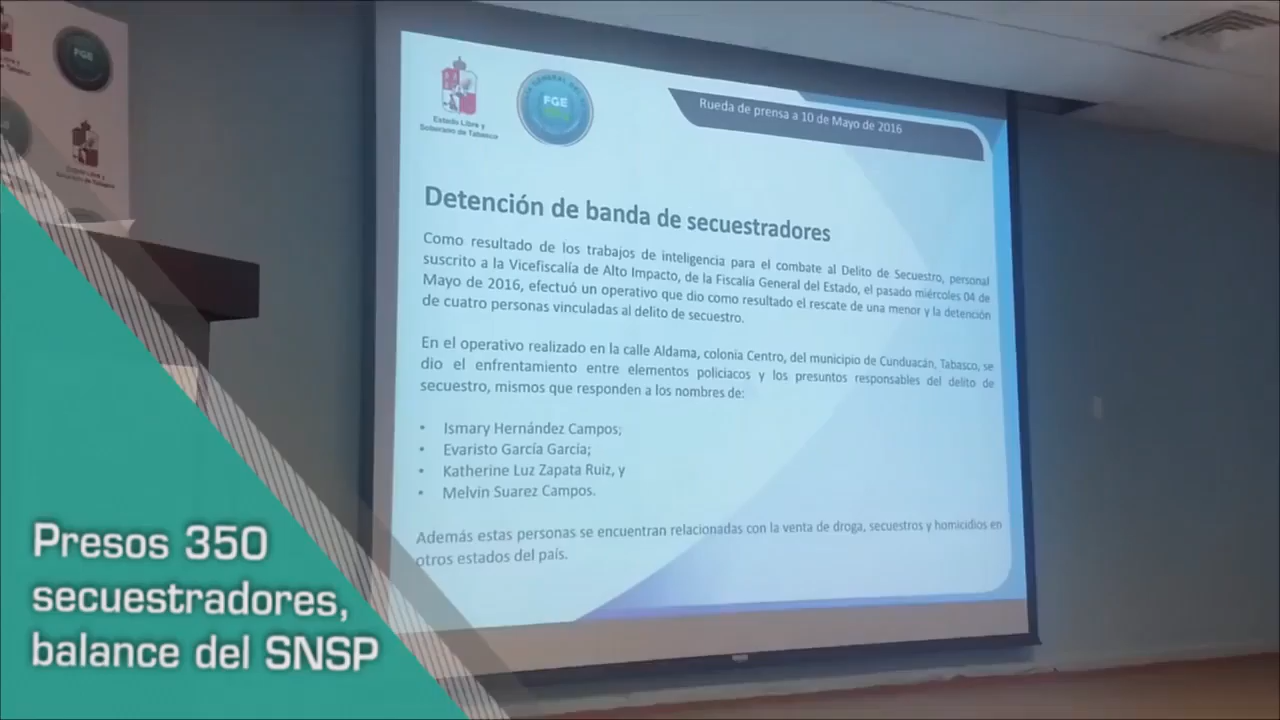 FGE
Estado Libre y
Soberano de Tabasco
FGE
Rueda de prensa a 10 de Mayo de 2016
Detención de banda de secuestradores
Como resultado de los trabajos de inteligencia para el combate al Delito de Secuestro, personal
suscrito a la Vicefiscalía de Alto Impacto, de la Fiscalía General del Estado, el pasado miércoles 04 de
Mayo de 2016, efectuó un operativo que dio como resultado el rescate de una menor y la detención
de cuatro personas vinculadas al delito de secuestro.
En el operativo realizado en la calle Aldama, colonia Centro, del municipio de Cunduacán, Tabasco, se
dio el enfrentamiento entre elementos policiacos y los presuntos responsables del delito de
secuestro, mismos que responden a los nombres de:
• Ismary Hernández Campos;
• Evaristo García García;
• Katherine Luz Zapata Ruiz, y
• Melvin Suarez Campos.
Además estas personas se encuentran relacionadas con la venta de droga, secuestros y homicidios en
otros estados del país.
Presos 350
secuestradores,
balance del SNSP